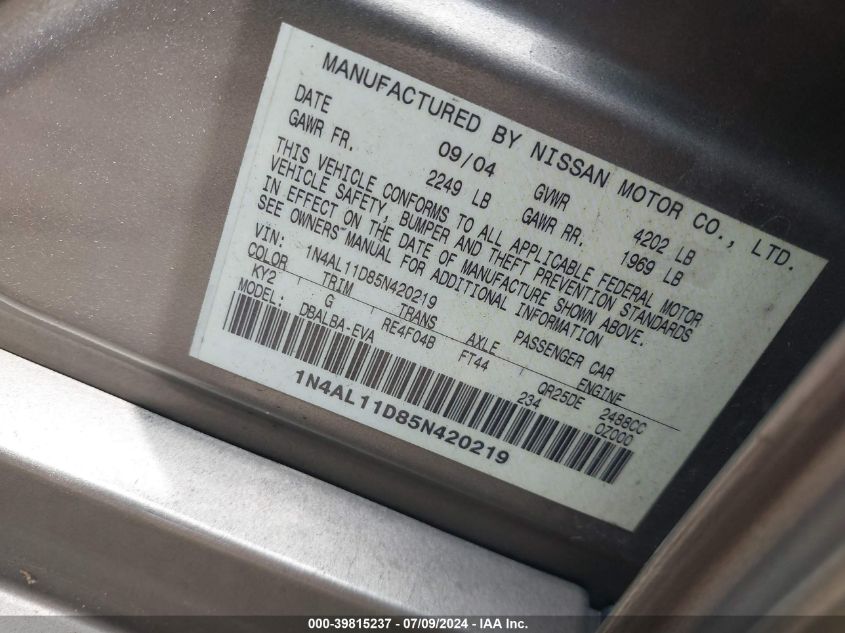 MANUFACTURED BY NISSAN MOTOR CO., LTD.
DATE 09/04 GVWR 4202 LB
GAWR FR. 2249 LB GAWR RR. 1969 LB
THIS VEHICLE CONFORMS TO ALL APPLICABLE FEDERAL MOTOR
VEHICLE SAFETY, BUMPER AND THEFT PREVENTION STANDARDS
IN EFFECT ON THE DATE OF MANUFACTURE SHOWN ABOVE.
SEE OWNERS MANUAL FOR ADDITIONAL INFORMATION
VIN: 1N4AL11D85N420219 PASSENGER CAR
COLOR TRIM TRANS AXLE ENGINE
KY2 G RE4F04B FT44 QR25DE 2488CC
MODEL: DBALBA-EVA 234 0Z000
1N4AL11D85N420219
000-39815237 - 07/09/2024 - IAA Inc.